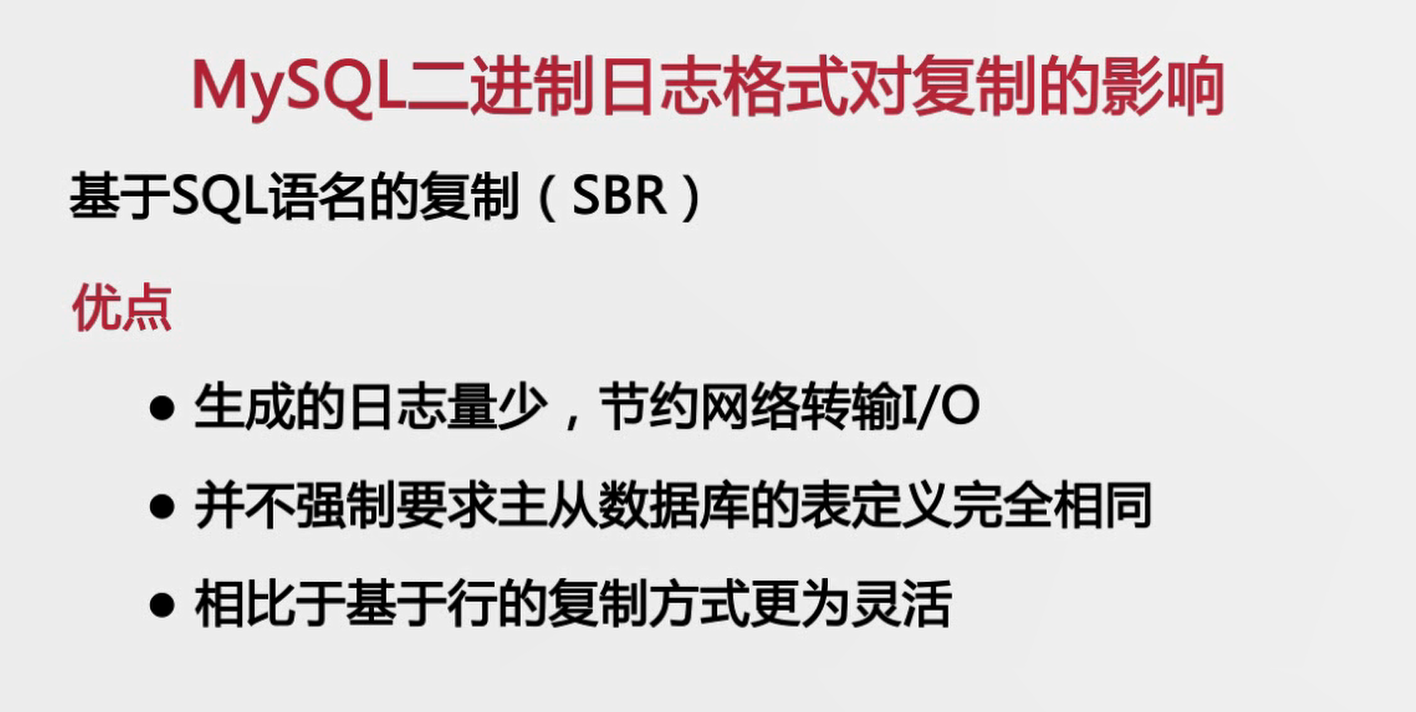 MySQL二进制日志格式对复制的影响
基于SQL语名的复制（SBR）
优点
● 生成的日志量少，节约网络转输I/O
● 并不强制要求主从数据库的表定义完全相同
● 相比于基于行的复制方式更为灵活